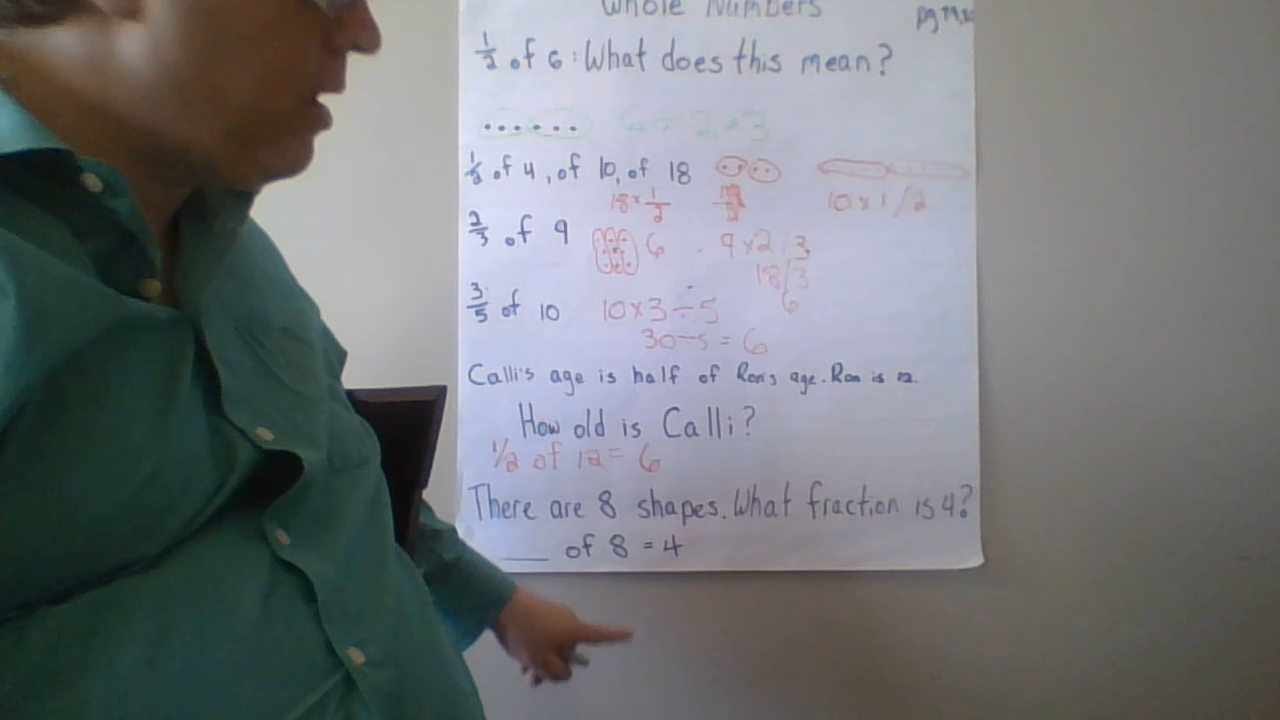 Whole Numbers
1/2 of 6: What does this mean?
6 ÷ 2 = 3
1/2 of 4, of 10, of 18
18 × 1/2
10 x 1/2
2/3 of 9 6 9 x 2 3
18/3
6
3/5 of 10 10 x 3 ÷ 5
30 ÷ 5 = 6
Calli's age is half of Ron's age. Ron is 12.
How old is Calli?
1/2 of 12 = 6
There are 8 shapes. What fraction is 4?
___ of 8 = 4